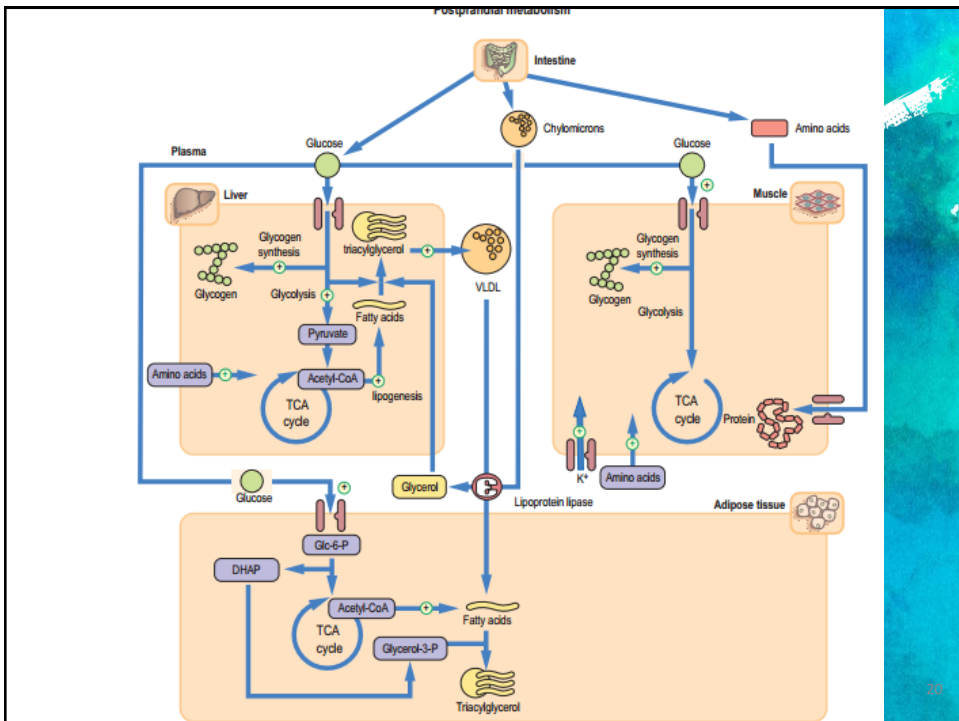 Postprandial metabolism
Intestine
Chylomicrons
Amino acids
Plasma
Glucose
Glucose
+
Liver
Muscle
triacylglycerol
+
VLDL
Glycogen
synthesis
+
Glycogen
Glycolysis
+
Fatty acids
Pyruvate
Amino acids
+
Acetyl-CoA
+
lipogenesis
TCA
cycle
Glycogen
synthesis
+
Glycogen
Glycolysis
TCA
cycle
Protein
+
K+
+
Amino acids
Glucose
+
Glycerol
Lipoprotein lipase
Adipose tissue
Glc-6-P
DHAP
Acetyl-CoA
+
Fatty acids
TCA
cycle
Glycerol-3-P
Triacylglycerol
20